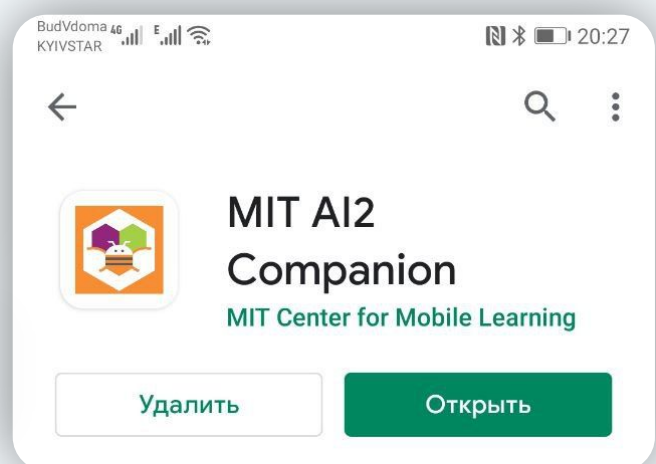 BudVdoma 4G E
KYIVSTAR
20:27
MIT AI2
Companion
MIT Center for Mobile Learning
Удалить Открыть